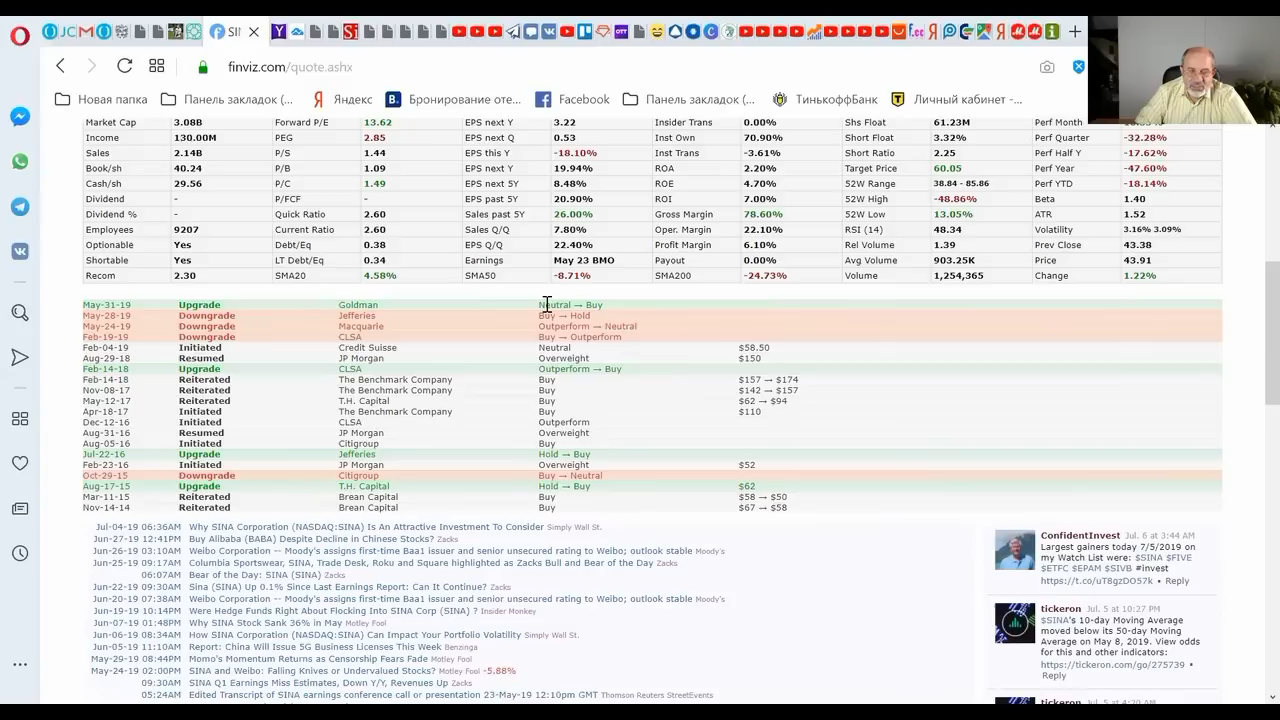 SI
finviz.com/quote.ashx
Новая папка Панель закладок (... Яндекс Бронирование оте... Facebook Панель закладок (... ТинькоффБанк Личный кабинет -...
Market Cap 3.08B Forward P/E 13.62 EPS next Y 3.22 Insider Trans 0.00% Shs Float 61.23M Perf Month
Income 130.00M PEG 2.85 EPS next Q 0.53 Inst Own 70.90% Short Float 3.32% Perf Quarter -32.28%
Sales 2.14B P/S 1.44 EPS this Y -18.10% Inst Trans -3.61% Short Ratio 2.25 Perf Half Y -17.62%
Book/sh 40.24 P/B 1.09 EPS next Y 19.94% ROA 2.20% Target Price 60.05 Perf Year -47.60%
Cash/sh 29.56 P/C 1.49 EPS next 5Y 8.48% ROE 4.70% 52W Range 38.84 - 85.86 Perf YTD -18.14%
Dividend - P/FCF - EPS past 5Y 20.90% ROI 7.00% 52W High -48.86% Beta 1.40
Dividend % - Quick Ratio 2.60 Sales past 5Y 26.00% Gross Margin 78.60% 52W Low 13.05% ATR 1.52
Employees 9207 Current Ratio 2.60 Sales Q/Q 7.80% Oper. Margin 22.10% RSI (14) 48.34 Volatility 3.16% 3.09%
Optionable Yes Debt/Eq 0.38 EPS Q/Q 22.40% Profit Margin 6.10% Rel Volume 1.39 Prev Close 43.38
Shortable Yes LT Debt/Eq 0.34 Earnings May 23 BMO Payout 0.00% Avg Volume 903.25K Price 43.91
Recom 2.30 SMA20 4.58% SMA50 -8.71% SMA200 -24.73% Volume 1,254,365 Change 1.22%
May-31-19 Upgrade Goldman Neutral → Buy
May-28-19 Downgrade Jefferies Buy → Hold
May-24-19 Downgrade Macquarie Outperform → Neutral
Feb-19-19 Downgrade CLSA Buy → Outperform
Feb-04-19 Initiated Credit Suisse Neutral $58.50
Aug-29-18 Resumed JP Morgan Overweight $150
Feb-14-18 Upgrade CLSA Outperform → Buy
Feb-14-18 Reiterated The Benchmark Company Buy $157 → $174
Nov-08-17 Reiterated The Benchmark Company Buy $142 → $157
May-12-17 Reiterated T.H. Capital Buy $62 → $94
Apr-18-17 Initiated The Benchmark Company Buy $110
Dec-12-16 Initiated CLSA Outperform
Aug-31-16 Resumed JP Morgan Overweight
Aug-05-16 Initiated Citigroup Buy
Jul-22-16 Upgrade Jefferies Hold → Buy
Feb-23-16 Initiated JP Morgan Overweight $52
Oct-29-15 Downgrade Citigroup Buy → Neutral
Aug-17-15 Upgrade T.H. Capital Hold → Buy $62
Mar-11-15 Reiterated Brean Capital Buy $58 → $50
Nov-14-14 Reiterated Brean Capital Buy $67 → $58
Jul-04-19 06:36AM Why SINA Corporation (NASDAQ:SINA) Is An Attractive Investment To Consider Simply Wall St.
Jun-27-19 12:41PM Buy Alibaba (BABA) Despite Decline in Chinese Stocks? Zacks
Jun-26-19 03:10AM Weibo Corporation -- Moody's assigns first-time Baa1 issuer and senior unsecured rating to Weibo; outlook stable Moody's
Jun-25-19 09:17AM Columbia Sportswear, SINA, Trade Desk, Roku and Square highlighted as Zacks Bull and Bear of the Day Zacks
06:07AM Bear of the Day: SINA (SINA) Zacks
Jun-22-19 09:30AM Sina (SINA) Up 0.1% Since Last Earnings Report: Can It Continue? Zacks
Jun-20-19 07:38AM Weibo Corporation -- Moody's assigns first-time Baa1 issuer and senior unsecured rating to Weibo; outlook stable Moody's
Jun-19-19 10:14PM Were Hedge Funds Right About Flocking Into SINA Corp (SINA) ? Insider Monkey
Jun-07-19 01:48PM Why SINA Stock Sank 36% in May Motley Fool
Jun-06-19 08:34AM How SINA Corporation (NASDAQ:SINA) Can Impact Your Portfolio Volatility Simply Wall St.
Jun-05-19 11:10AM Report: China Will Issue 5G Business Licenses This Week Benzinga
May-29-19 08:44PM Momo's Momentum Returns as Censorship Fears Fade Motley Fool
May-24-19 02:00PM SINA and Weibo: Falling Knives or Undervalued Stocks? Motley Fool -5.88%
09:30AM SINA Q1 Earnings Miss Estimates, Down Y/Y, Revenues Up Zacks
05:24AM Edited Transcript of SINA earnings conference call or presentation 23-May-19 12:10pm GMT Thomson Reuters StreetEvents
ConfidentInvest Jul. 6 at 3:44 AM
Largest gainers today 7/5/2019 on
my Watch List were: $SINA $FIVE
$ETFC $EPAM $SIVB #invest
https://t.co/uT8gzDO57k • Reply
tickeron Jul. 5 at 10:27 PM
$SINA's 10-day Moving Average
moved below its 50-day Moving
Average on May 8, 2019. View odds
for this and other indicators:
https://tickeron.com/go/275739 •
Reply
tickeron Jul. 5 at 4:20 AM